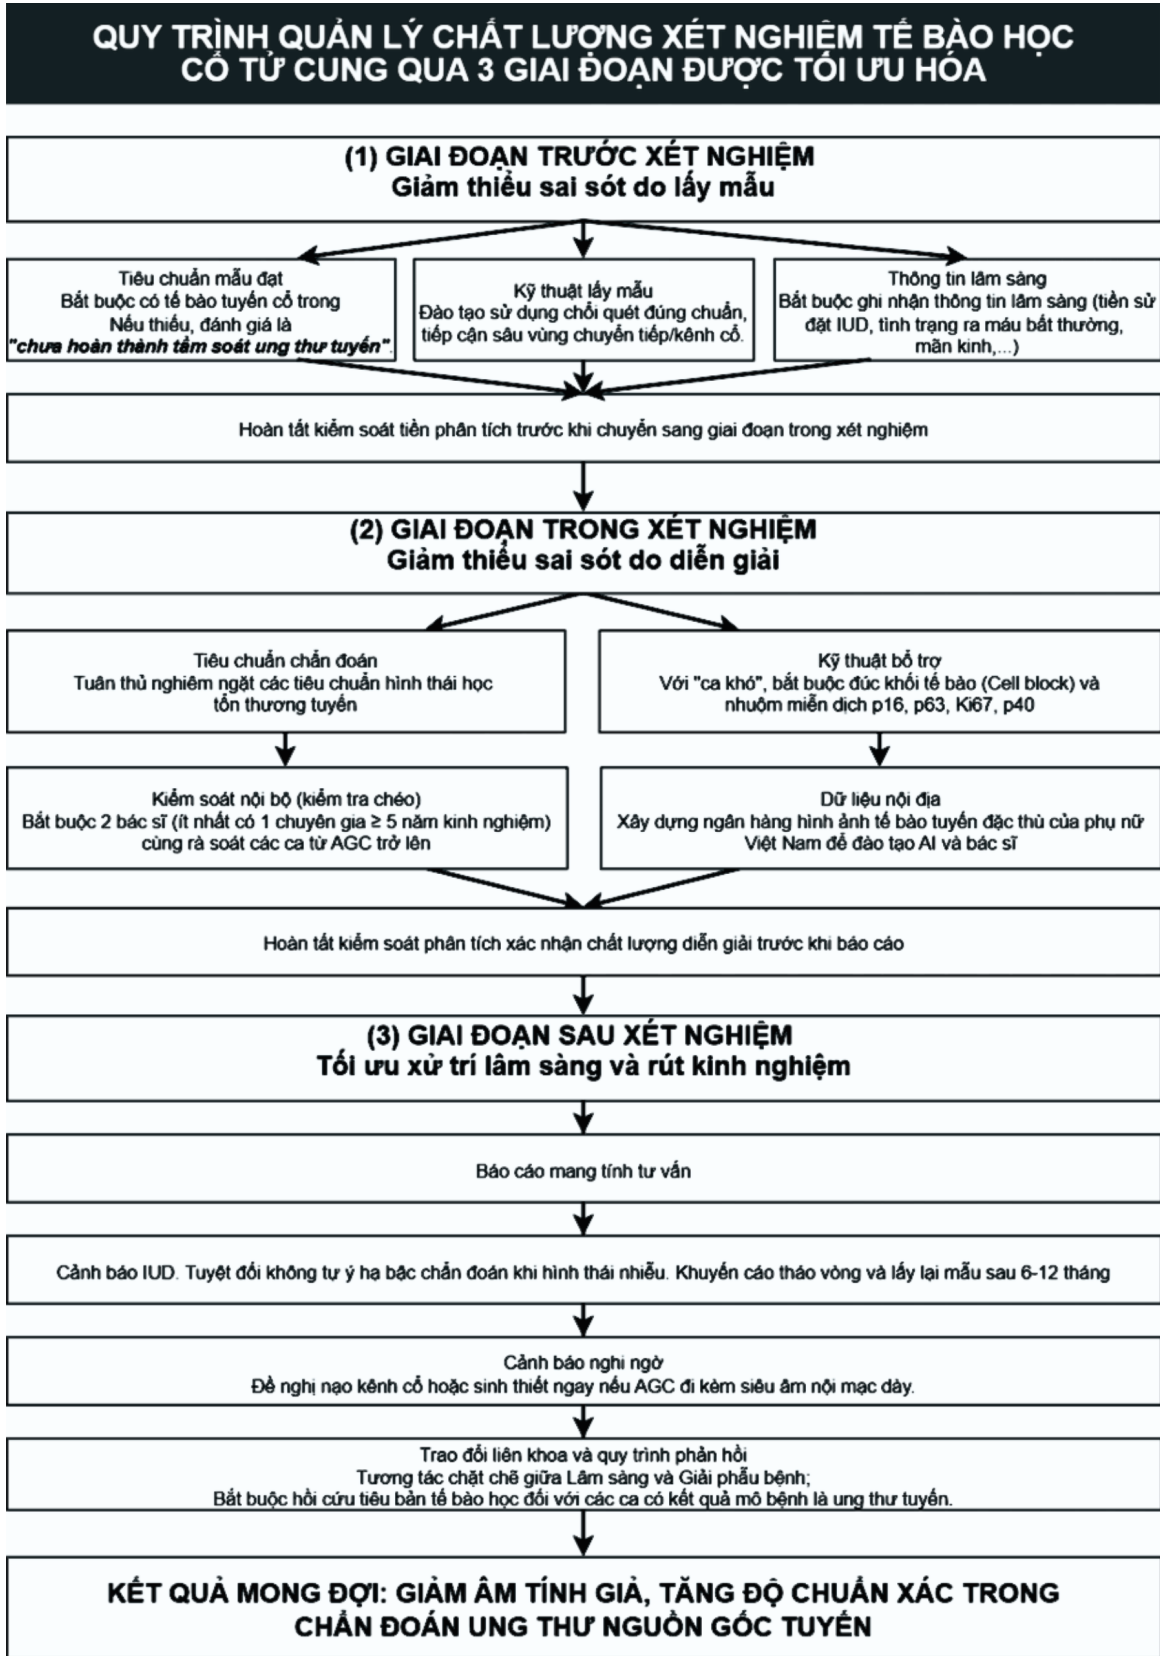 QUY TRÌNH QUẢN LÝ CHẤT LƯỢNG XÉT NGHIỆM TẾ BÀO HỌC
CỔ TỬ CUNG QUA 3 GIAI ĐOẠN ĐƯỢC TỐI ƯU HÓA
(1) GIAI ĐOẠN TRƯỚC XÉT NGHIỆM
Giảm thiểu sai sót do lấy mẫu
Tiêu chuẩn mẫu đạt
Bắt buộc có tế bào tuyến cổ trong
Nếu thiếu, đánh giá là
"chưa hoàn thành tầm soát ung thư tuyến".
Kỹ thuật lấy mẫu
Đào tạo sử dụng chổi quét đúng chuẩn,
tiếp cận sâu vùng chuyển tiếp/kênh cổ.
Thông tin lâm sàng
Bắt buộc ghi nhận thông tin lâm sàng (tiền sử
đặt IUD, tình trạng ra máu bất thường,
mãn kinh,...)
Hoàn tất kiểm soát tiền phân tích trước khi chuyển sang giai đoạn trong xét nghiệm
(2) GIAI ĐOẠN TRONG XÉT NGHIỆM
Giảm thiểu sai sót do diễn giải
Tiêu chuẩn chẩn đoán
Tuân thủ nghiêm ngặt các tiêu chuẩn hình thái học
tổn thương tuyến
Kỹ thuật bổ trợ
Với "ca khó", bắt buộc đúc khối tế bào (Cell block) và
nhuộm miễn dịch p16, p63, Ki67, p40
Kiểm soát nội bộ (kiểm tra chéo)
Bắt buộc 2 bác sĩ (ít nhất có 1 chuyên gia ≥ 5 năm kinh nghiệm)
cùng rà soát các ca từ AGC trở lên
Dữ liệu nội địa
Xây dựng ngân hàng hình ảnh tế bào tuyến đặc thù của phụ nữ
Việt Nam để đào tạo AI và bác sĩ
Hoàn tất kiểm soát phân tích xác nhận chất lượng diễn giải trước khi báo cáo
(3) GIAI ĐOẠN SAU XÉT NGHIỆM
Tối ưu xử trí lâm sàng và rút kinh nghiệm
Báo cáo mang tính tư vấn
Cảnh báo IUD. Tuyệt đối không tự ý hạ bậc chẩn đoán khi hình thái nhiễu. Khuyến cáo tháo vòng và lấy lại mẫu sau 6-12 tháng
Cảnh báo nghi ngờ
Đề nghị nạo kênh cổ hoặc sinh thiết ngay nếu AGC đi kèm siêu âm nội mạc dày.
Trao đổi liên khoa và quy trình phản hồi
Tương tác chặt chẽ giữa Lâm sàng và Giải phẫu bệnh;
Bắt buộc hồi cứu tiêu bản tế bào học đối với các ca có kết quả mô bệnh là ung thư tuyến.
KẾT QUẢ MONG ĐỢI: GIẢM ÂM TÍNH GIẢ, TĂNG ĐỘ CHUẨN XÁC TRONG
CHẨN ĐOÁN UNG THƯ NGUỒN GỐC TUYẾN